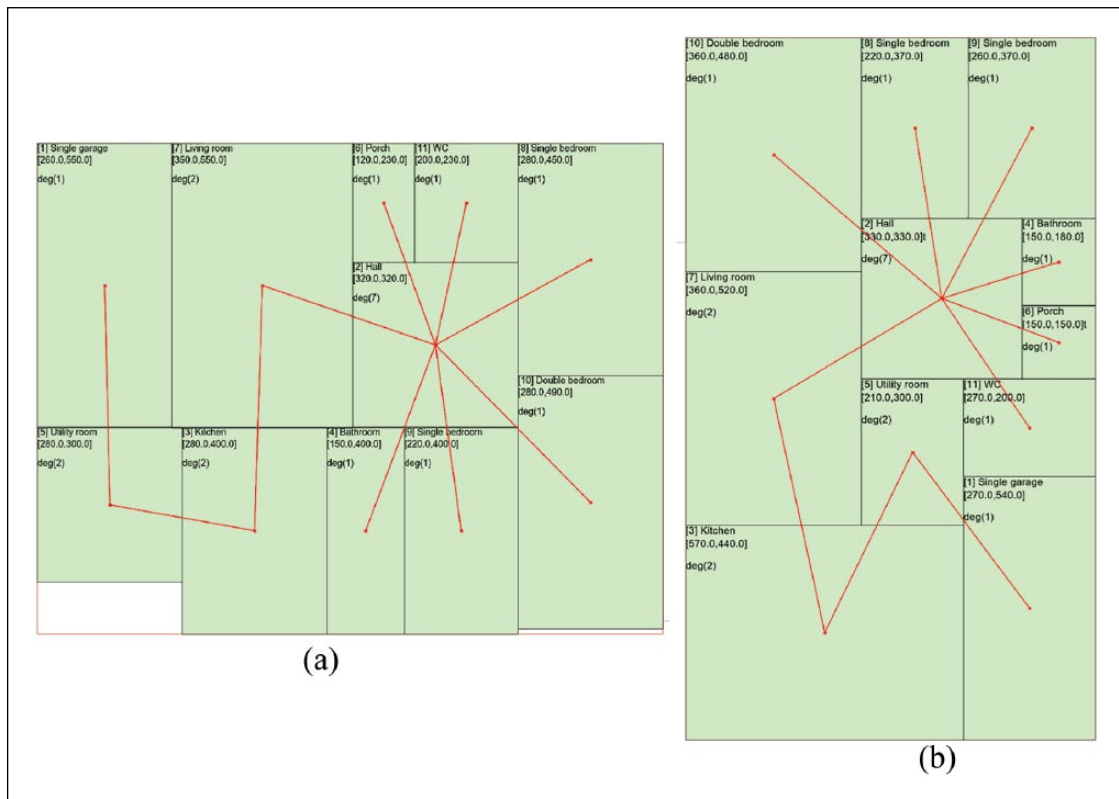 [1] Single garage
[260.0,550.0]
deg(1)
[7] Living room
[350.0,550.0]
deg(2)
[6] Porch
[120.0,230.0]
deg(1)
[11] WC
[200.0,230.0]
deg(1)
[8] Single bedroom
[280.0,450.0]
deg(1)
[2] Hall
[320.0,320.0]
deg(7)
[10] Double bedroom
[280.0,490.0]
deg(1)
[5] Utility room
[280.0,300.0]
deg(2)
[3] Kitchen
[280.0,400.0]
deg(2)
[4] Bathroom
[150.0,400.0]
deg(1)
[9] Single bedroom
[220.0,400.0]
deg(1)
(a)
[10] Double bedroom
[360.0,480.0]
deg(1)
[8] Single bedroom
[220.0,370.0]
deg(1)
[9] Single bedroom
[260.0,370.0]
deg(1)
[2] Hall
[330.0,330.0]t
deg(7)
[4] Bathroom
[150.0,180.0]
deg(1)
[7] Living room
[360.0,520.0]
deg(2)
[6] Porch
[150.0,150.0]t
deg(1)
[5] Utility room
[210.0,300.0]
deg(2)
[11] WC
[270.0,200.0]
deg(1)
[1] Single garage
[270.0,540.0]
deg(1)
[3] Kitchen
[570.0,440.0]
deg(2)
(b)